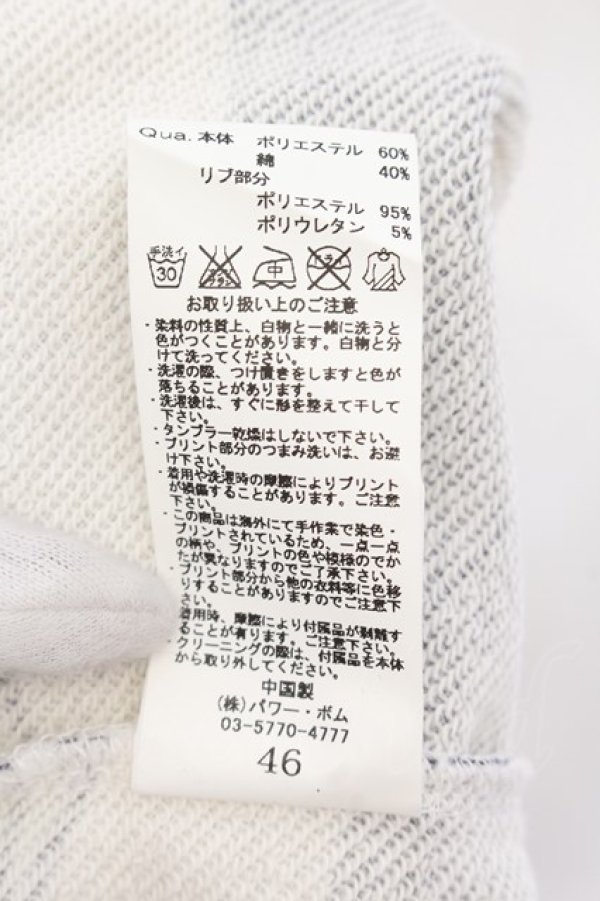 Qua. 本体 ポリエステル 60%
綿 40%
リブ部分
ポリエステル 95%
ポリウレタン 5%
手洗イ 30 中 ドライ
お取り扱い上のご注意
・染料の性質上、白物と一緒に洗うと
色がつくことがあります。白物と分
けて洗ってください。
・洗濯の際、つけ置きをしますと色が
落ちることがあります。
・洗濯後は、すぐに形を整えて干して
下さい。
・タンブラー乾燥はしないで下さい。
・プリント部分のつまみ洗いは、お避
け下さい。
・着用や洗濯時の摩擦によりプリント
が損傷することがあります。ご注意
下さい。
・この商品は海外にて手作業で染色・
プリントされているため、一点一点
の柄や、プリントの色や模様のでか
たが異なりますのでご了承下さい。
・プリント部分から他の衣料等に色移
りすることがありますのでご注意下
さい。
着用時、摩擦により付属品が剥離す
ることが有ります。ご注意下さい。
・クリーニングの際は、付属品を本体
から取り外してください。
中国製
(株)パワー・ボム
03-5770-4777
46